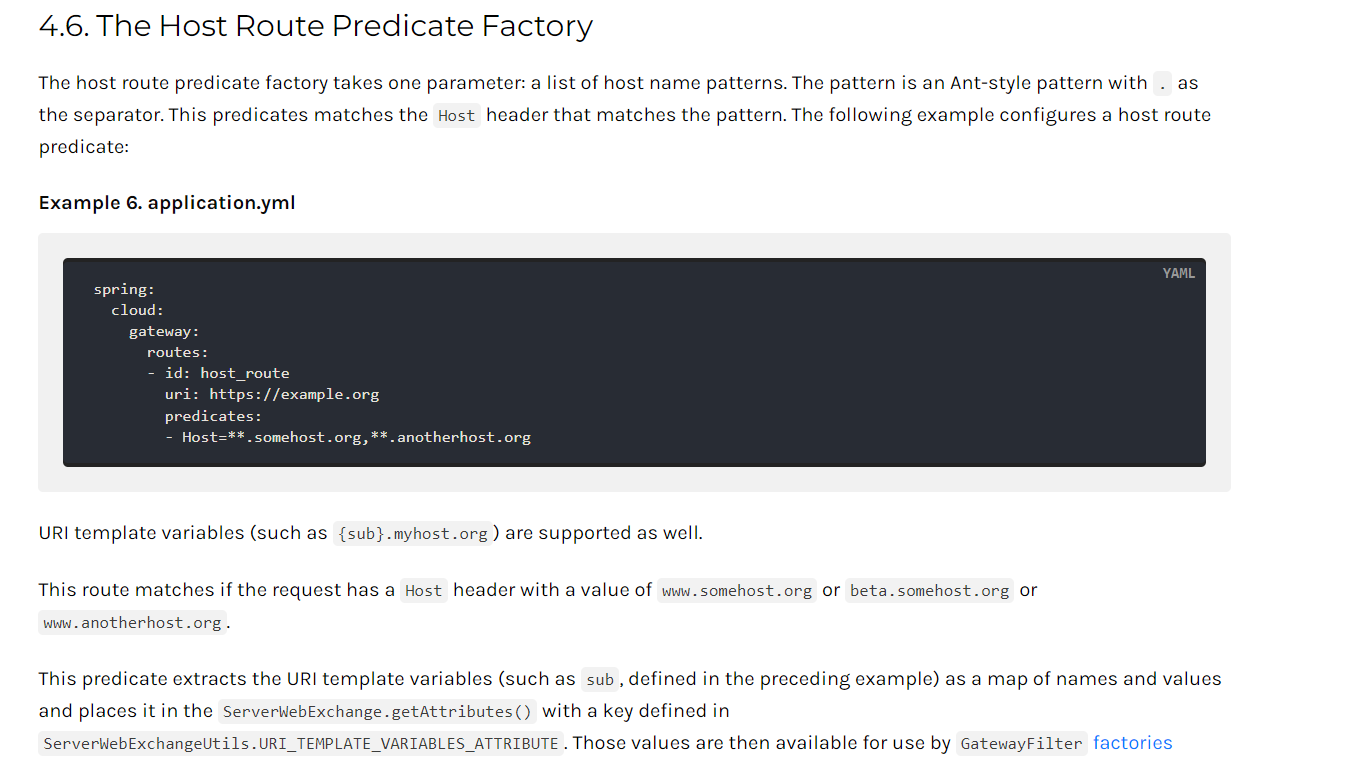 4.6. The Host Route Predicate Factory
The host route predicate factory takes one parameter: a list of host name patterns. The pattern is an Ant-style pattern with . as
the separator. This predicates matches the Host header that matches the pattern. The following example configures a host route
predicate:
Example 6. application.yml
YAML
spring:
  cloud:
    gateway:
      routes:
      - id: host_route
        uri: https://example.org
        predicates:
        - Host=**.somehost.org,**.anotherhost.org
URI template variables (such as {sub}.myhost.org) are supported as well.
This route matches if the request has a Host header with a value of www.somehost.org or beta.somehost.org or
www.anotherhost.org.
This predicate extracts the URI template variables (such as sub, defined in the preceding example) as a map of names and values
and places it in the ServerWebExchange.getAttributes() with a key defined in
ServerWebExchangeUtils.URI_TEMPLATE_VARIABLES_ATTRIBUTE. Those values are then available for use by GatewayFilter factories